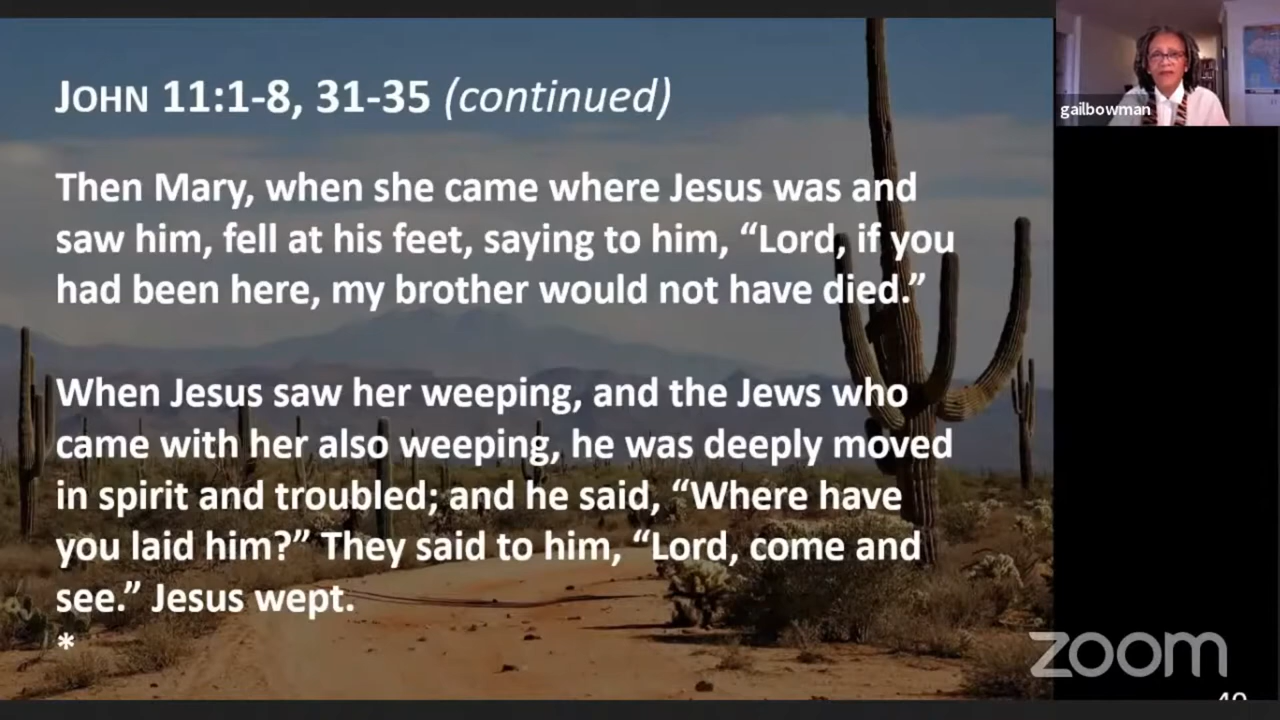 JOHN 11:1-8, 31-35 (continued)
gailbowman
Then Mary, when she came where Jesus was and
saw him, fell at his feet, saying to him, “Lord, if you
had been here, my brother would not have died.”
When Jesus saw her weeping, and the Jews who
came with her also weeping, he was deeply moved
in spirit and troubled; and he said, “Where have
you laid him?” They said to him, “Lord, come and
see.” Jesus wept.
*
zoom